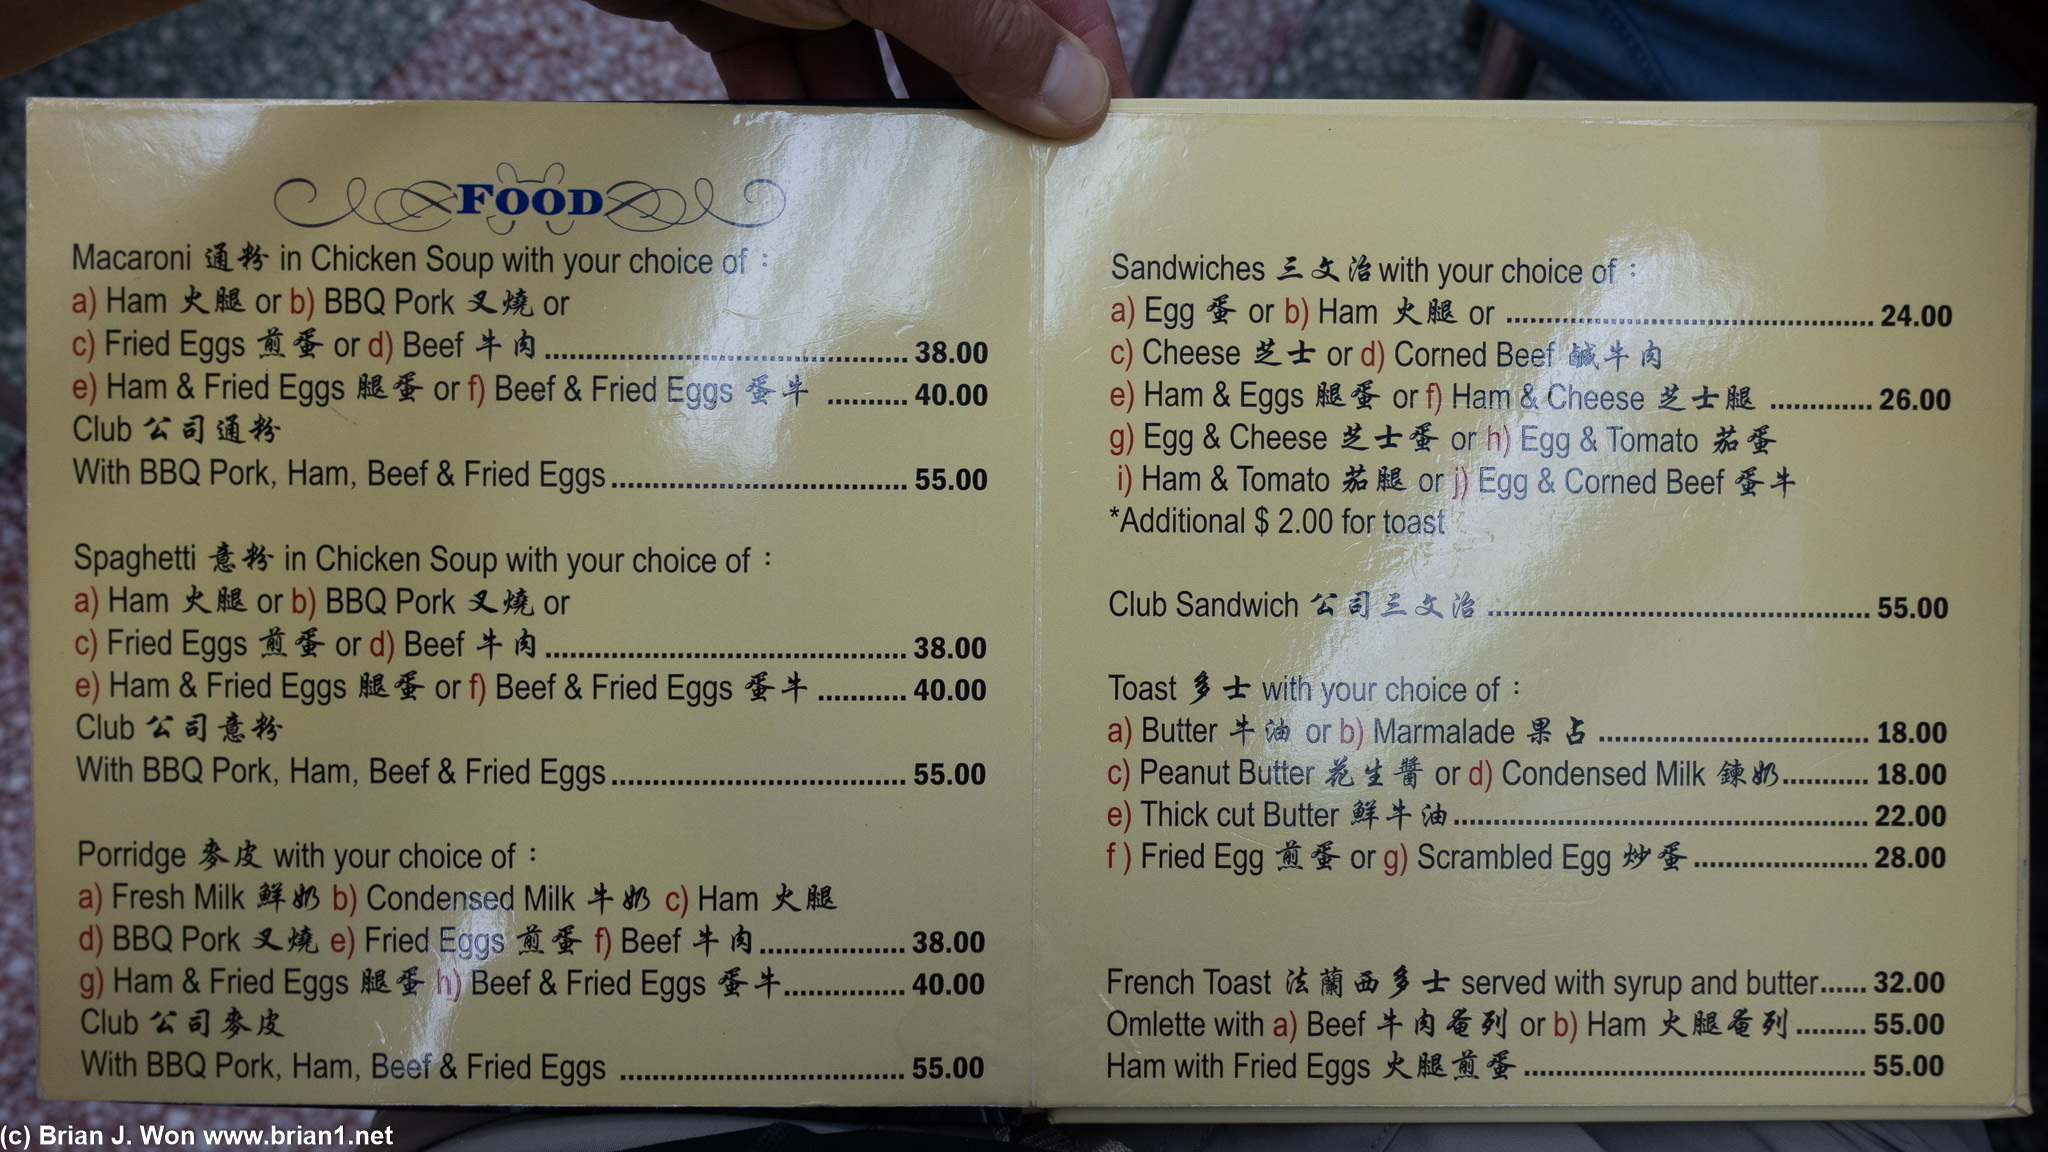 FOOD
Macaroni 通粉 in Chicken Soup with your choice of :
a) Ham 火腿 or b) BBQ Pork 叉燒 or
c) Fried Eggs 煎蛋 or d) Beef 牛肉 .......... 38.00
e) Ham & Fried Eggs 腿蛋 or f) Beef & Fried Eggs 蛋牛 .......... 40.00
Club 公司通粉
With BBQ Pork, Ham, Beef & Fried Eggs .......... 55.00
Spaghetti 意粉 in Chicken Soup with your choice of :
a) Ham 火腿 or b) BBQ Pork 叉燒 or
c) Fried Eggs 煎蛋 or d) Beef 牛肉 .......... 38.00
e) Ham & Fried Eggs 腿蛋 or f) Beef & Fried Eggs 蛋牛 .......... 40.00
Club 公司意粉
With BBQ Pork, Ham, Beef & Fried Eggs .......... 55.00
Porridge 麥皮 with your choice of :
a) Fresh Milk 鮮奶 b) Condensed Milk 牛奶 c) Ham 火腿
d) BBQ Pork 叉燒 e) Fried Eggs 煎蛋 f) Beef 牛肉 .......... 38.00
g) Ham & Fried Eggs 腿蛋 h) Beef & Fried Eggs 蛋牛 .......... 40.00
Club 公司麥皮
With BBQ Pork, Ham, Beef & Fried Eggs .......... 55.00
Sandwiches 三文治 with your choice of :
a) Egg 蛋 or b) Ham 火腿 or .......... 24.00
c) Cheese 芝士 or d) Corned Beef 鹹牛肉
e) Ham & Eggs 腿蛋 or f) Ham & Cheese 芝士腿 .......... 26.00
g) Egg & Cheese 芝士蛋 or h) Egg & Tomato 茄蛋
i) Ham & Tomato 茄腿 or j) Egg & Corned Beef 蛋牛
*Additional $ 2.00 for toast
Club Sandwich 公司三文治 .......... 55.00
Toast 多士 with your choice of :
a) Butter 牛油 or b) Marmalade 果占 .......... 18.00
c) Peanut Butter 花生醬 or d) Condensed Milk 鍊奶 .......... 18.00
e) Thick cut Butter 鮮牛油 .......... 22.00
f ) Fried Egg 煎蛋 or g) Scrambled Egg 炒蛋 .......... 28.00
French Toast 法蘭西多士 served with syrup and butter ...... 32.00
Omlette with a) Beef 牛肉奄列 or b) Ham 火腿奄列 .......... 55.00
Ham with Fried Eggs 火腿煎蛋 .......... 55.00
(c) Brian J. Won www.brian1.net